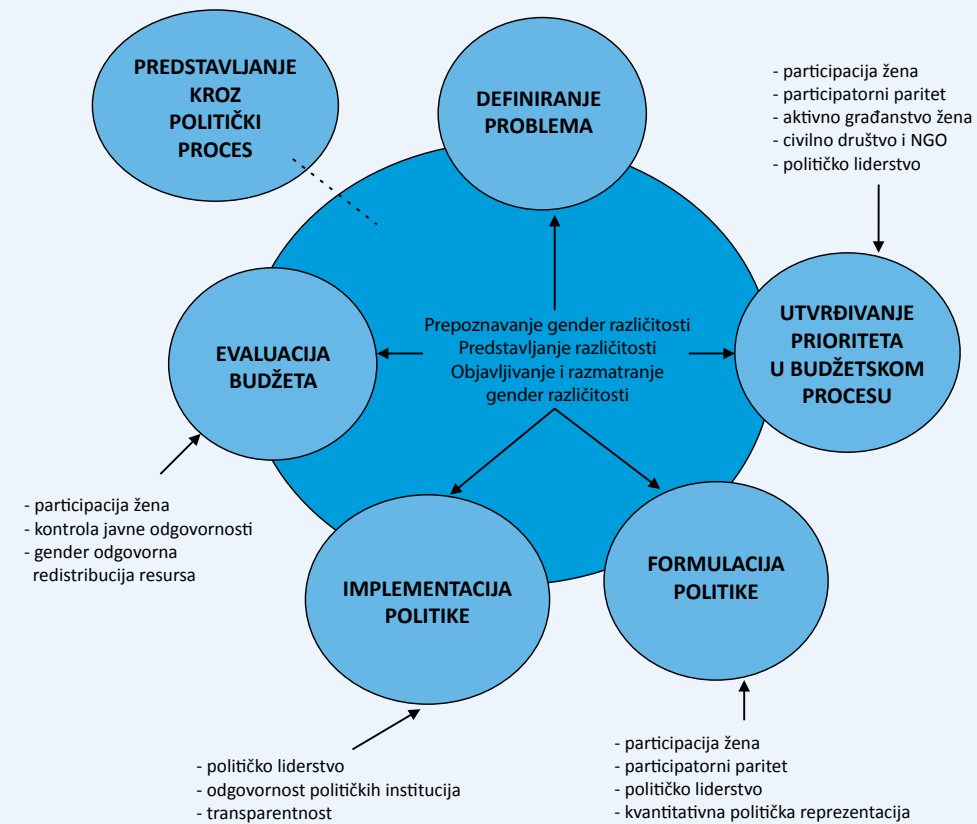 PREDSTAVLJANJE
KROZ
POLITIČKI
PROCES
DEFINIRANJE
PROBLEMA
- participacija žena
- participatorni paritet
- aktivno građanstvo žena
- civilno društvo i NGO
- političko liderstvo
UTVRĐIVANJE
PRIORITETA
U BUDŽETSKOM
PROCESU
Prepoznavanje gender različitosti
Predstavljanje različitosti
Objavljivanje i razmatranje
gender različitosti
EVALUACIJA
BUDŽETA
- participacija žena
- kontrola javne odgovornosti
- gender odgovorna
redistribucija resursa
IMPLEMENTACIJA
POLITIKE
FORMULACIJA
POLITIKE
- političko liderstvo
- odgovornost političkih institucija
- transparentnost
- participacija žena
- participatorni paritet
- političko liderstvo
- kvantitativna politička reprezentacija